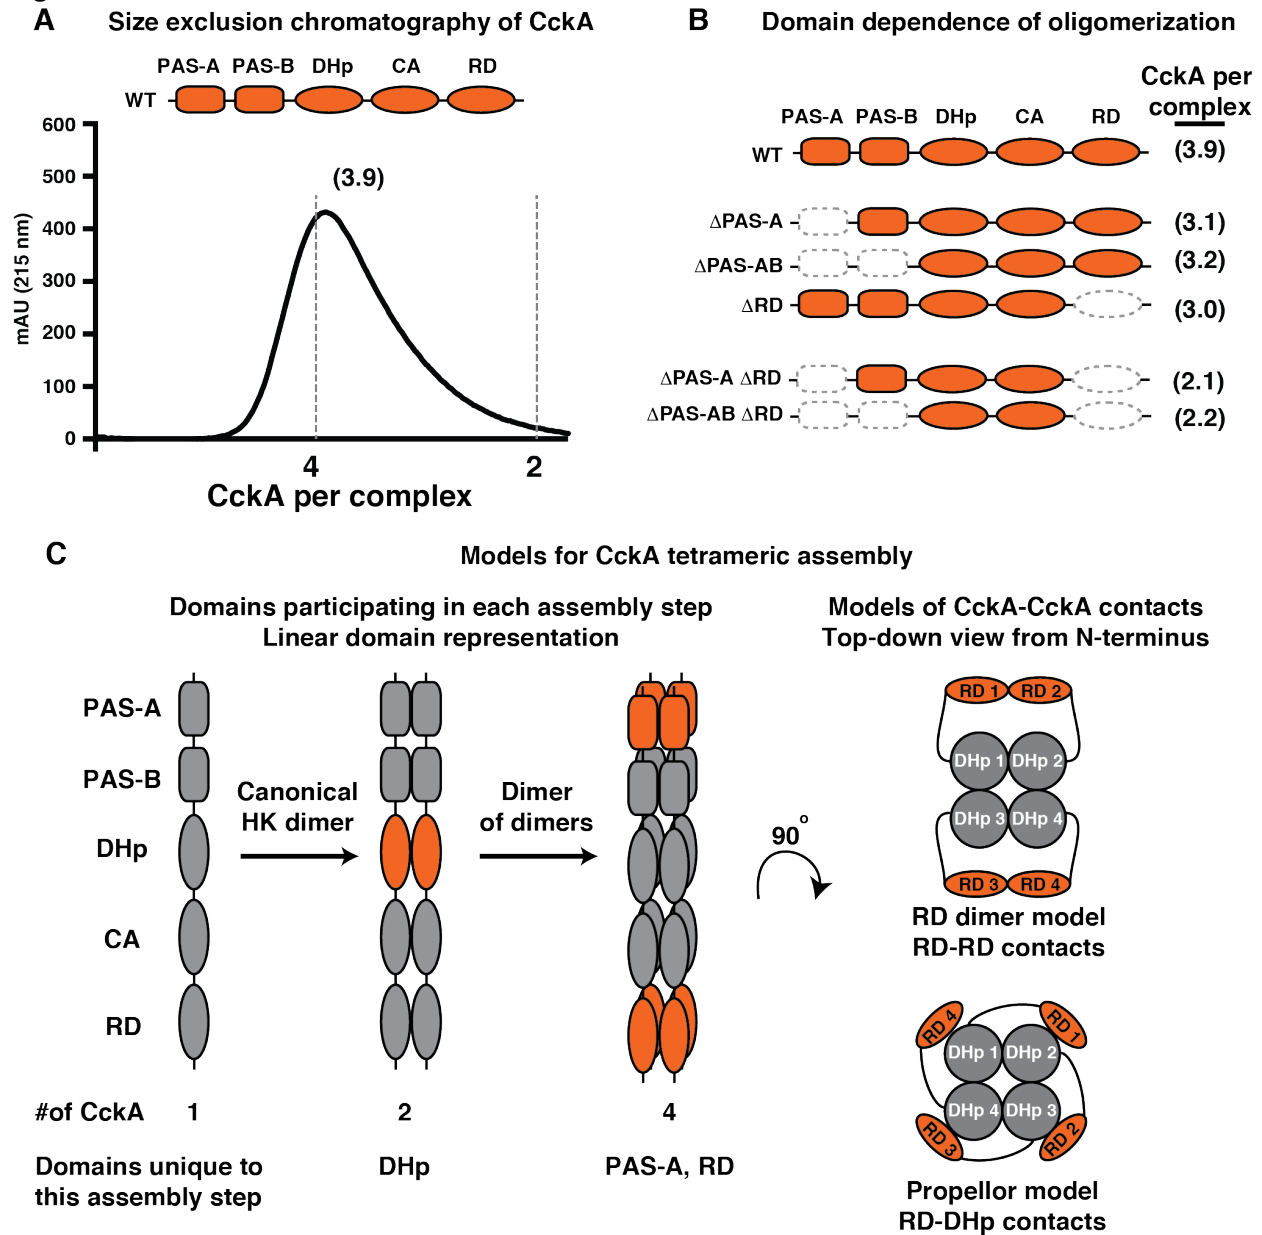 A
Size exclusion chromatography of CckA
PAS-A PAS-B DHp CA RD
WT
600
500
400
300
200
100
0
mAU (215 nm)
(3.9)
4 2
CckA per complex
B
Domain dependence of oligomerization
CckA per
complex
PAS-A PAS-B DHp CA RD
WT (3.9)
ΔPAS-A (3.1)
ΔPAS-AB (3.2)
ΔRD (3.0)
ΔPAS-A ΔRD (2.1)
ΔPAS-AB ΔRD (2.2)
C
Models for CckA tetrameric assembly
Domains participating in each assembly step
Linear domain representation
PAS-A
PAS-B
DHp
CA
RD
Canonical
HK dimer
Dimer
of dimers
90°
#of CckA 1 2 4
Domains unique to
this assembly step
DHp
PAS-A, RD
Models of CckA-CckA contacts
Top-down view from N-terminus
RD 1 RD 2
DHp 1 DHp 2
DHp 3 DHp 4
RD 3 RD 4
RD dimer model
RD-RD contacts
RD 4 RD 1
DHp 1 DHp 2
DHp 4 DHp 3
RD 3 RD 2
Propellor model
RD-DHp contacts